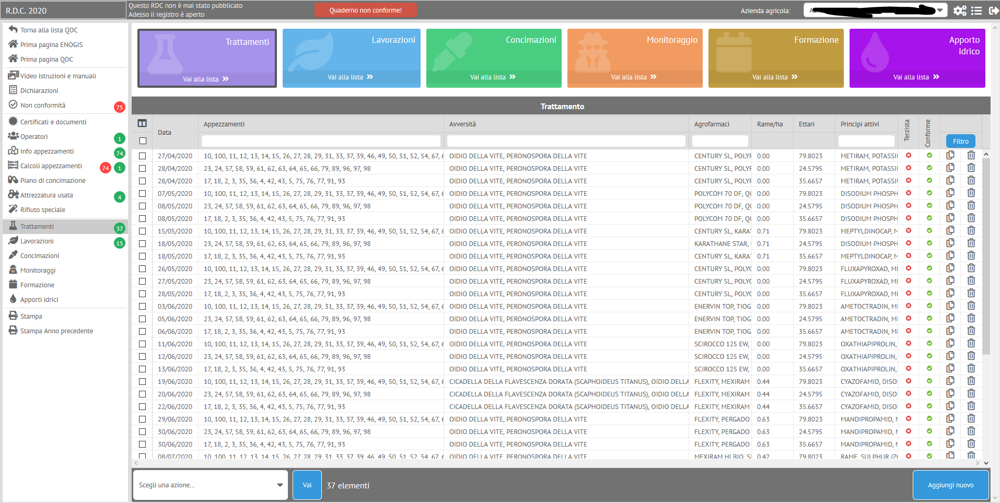 R.D.C. 2020
Questo RDC non è mai stato pubblicato
Adesso il registro è aperto
Quaderno non conforme!
Azienda agricola:
Torna alla lista QDC
Prima pagina ENOGIS
Prima pagina QDC
Video istruzioni e manuali
Dichiarazioni
Non conformità 75
Certificati e documenti
Operatori 1
Info appezzamenti 74
Calcoli appezzamenti 74 1
Piano di concimazione
Attrezzatura usata 4
Rifiuto speciale
Trattamenti 37
Lavorazioni 15
Concimazioni
Monitoraggi
Formazione
Apporti idrici
Stampa
Stampa Anno precedente
Trattamenti
Vai alla lista
Lavorazioni
Vai alla lista
Concimazioni
Vai alla lista
Monitoraggio
Vai alla lista
Formazione
Vai alla lista
Apporto
idrico
Vai alla lista
Trattamento
Data Appezzamenti Avversità Agrofarmaci Rame/ha Ettari Principi attivi Terzista Conforme
Filtro
27/04/2020 10, 100, 11, 12, 13, 14, 15, 26, 27, 28, 29, 31, 33, 37, 39, 46, 49, 50, 51, 52, 54, 67, 6 OIDIO DELLA VITE, PERONOSPORA DELLA VITE CENTURY SL, POLYF 0.00 79.8023 METIRAM, POTASSIU
28/04/2020 23, 24, 57, 58, 59, 61, 62, 63, 64, 65, 66, 79, 89, 96, 97, 98 OIDIO DELLA VITE, PERONOSPORA DELLA VITE CENTURY SL, POLYF 0.00 24.5795 METIRAM, POTASSIU
28/04/2020 17, 18, 2, 3, 35, 36, 4, 42, 43, 5, 75, 76, 77, 91, 93 OIDIO DELLA VITE, PERONOSPORA DELLA VITE CENTURY SL, POLYF 0.00 35.6657 METIRAM, POTASSIU
07/05/2020 10, 100, 11, 12, 13, 14, 15, 26, 27, 28, 29, 31, 33, 37, 39, 46, 49, 50, 51, 52, 54, 67, 6 OIDIO DELLA VITE, PERONOSPORA DELLA VITE POLYCOM 70 DF, QU 0.00 79.8023 DISODIUM PHOSPH
08/05/2020 23, 24, 57, 58, 59, 61, 62, 63, 64, 65, 66, 79, 89, 96, 97, 98 OIDIO DELLA VITE, PERONOSPORA DELLA VITE POLYCOM 70 DF, QU 0.00 24.5795 DISODIUM PHOSPH
08/05/2020 17, 18, 2, 3, 35, 36, 4, 42, 43, 5, 75, 76, 77, 91, 93 OIDIO DELLA VITE, PERONOSPORA DELLA VITE POLYCOM 70 DF, QU 0.00 35.6657 DISODIUM PHOSPH
15/05/2020 10, 100, 11, 12, 13, 14, 15, 26, 27, 28, 29, 31, 33, 37, 39, 46, 49, 50, 51, 52, 54, 67, 6 OIDIO DELLA VITE, PERONOSPORA DELLA VITE CENTURY SL, KARAT 0.71 79.8023 MEPTYLDINOCAP, M
18/05/2020 23, 24, 57, 58, 59, 61, 62, 63, 64, 65, 66, 79, 89, 96, 97, 98 OIDIO DELLA VITE, PERONOSPORA DELLA VITE KARATHANE STAR, 0.71 24.5795 DISODIUM PHOSPH
18/05/2020 17, 18, 2, 3, 35, 36, 4, 42, 43, 5, 75, 76, 77, 91, 93 OIDIO DELLA VITE, PERONOSPORA DELLA VITE CENTURY SL, KARAT 0.71 35.6657 MEPTYLDINOCAP, M
26/05/2020 10, 100, 11, 12, 13, 14, 15, 26, 27, 28, 29, 31, 33, 37, 39, 46, 49, 50, 51, 52, 54, 67, 6 OIDIO DELLA VITE, PERONOSPORA DELLA VITE CENTURY SL, POLYC 0.00 79.8023 FLUXAPYROXAD, M
27/05/2020 23, 24, 57, 58, 59, 61, 62, 63, 64, 65, 66, 79, 89, 96, 97, 98 OIDIO DELLA VITE, PERONOSPORA DELLA VITE CENTURY SL, POLYC 0.00 24.5795 FLUXAPYROXAD, M
28/05/2020 17, 18, 2, 3, 35, 36, 4, 42, 43, 5, 75, 76, 77, 91, 93 OIDIO DELLA VITE, PERONOSPORA DELLA VITE CENTURY SL, POLYC 0.00 35.6657 FLUXAPYROXAD, M
03/06/2020 10, 100, 11, 12, 13, 14, 15, 26, 27, 28, 29, 31, 33, 37, 39, 46, 49, 50, 51, 52, 54, 67, 6 OIDIO DELLA VITE, PERONOSPORA DELLA VITE ENERVIN TOP, TIOG 0.00 79.8023 AMETOCTRADIN, M
05/06/2020 23, 24, 57, 58, 59, 61, 62, 63, 64, 65, 66, 79, 89, 96, 97, 98 OIDIO DELLA VITE, PERONOSPORA DELLA VITE ENERVIN TOP, TIOG 0.00 24.5795 AMETOCTRADIN, M
06/06/2020 17, 18, 2, 3, 35, 36, 4, 42, 43, 5, 75, 76, 77, 91, 93 OIDIO DELLA VITE, PERONOSPORA DELLA VITE ENERVIN TOP, TIOG 0.00 35.6657 AMETOCTRADIN, M
11/06/2020 10, 100, 11, 12, 13, 14, 15, 26, 27, 28, 29, 31, 33, 37, 39, 46, 49, 50, 51, 52, 54, 67, 6 OIDIO DELLA VITE, PERONOSPORA DELLA VITE SCIROCCO 125 EW, 0.00 79.8023 OXATHIAPIPROLIN,
12/06/2020 23, 24, 57, 58, 59, 61, 62, 63, 64, 65, 66, 79, 89, 96, 97, 98 OIDIO DELLA VITE, PERONOSPORA DELLA VITE SCIROCCO 125 EW, 0.00 24.5795 OXATHIAPIPROLIN,
13/06/2020 17, 18, 2, 3, 35, 36, 4, 42, 43, 5, 75, 76, 77, 91, 93 OIDIO DELLA VITE, PERONOSPORA DELLA VITE SCIROCCO 125 EW, 0.00 35.6657 OXATHIAPIPROLIN,
19/06/2020 10, 100, 11, 12, 13, 14, 15, 26, 27, 28, 29, 31, 33, 37, 39, 46, 49, 50, 51, 52, 54, 67, 6 CICADELLA DELLA FLAVESCENZA DORATA (SCAPHOIDEUS TITANUS), OIDIO DELLA FLEXITY, MEXIRAM 0.44 79.8023 CYAZOFAMID, DISO
20/06/2020 23, 24, 57, 58, 59, 61, 62, 63, 64, 65, 66, 79, 89, 96, 97, 98 CICADELLA DELLA FLAVESCENZA DORATA (SCAPHOIDEUS TITANUS), OIDIO DELLA FLEXITY, MEXIRAM 0.44 24.5795 CYAZOFAMID, DISO
22/06/2020 17, 18, 2, 3, 35, 36, 4, 42, 43, 5, 75, 76, 77, 91, 93 CICADELLA DELLA FLAVESCENZA DORATA (SCAPHOIDEUS TITANUS), OIDIO DELLA FLEXITY, MEXIRAM 0.44 35.6657 CYAZOFAMID, DISO
29/06/2020 10, 100, 11, 12, 13, 14, 15, 26, 27, 28, 29, 31, 33, 37, 39, 46, 49, 50, 51, 52, 54, 67, 6 OIDIO DELLA VITE, PERONOSPORA DELLA VITE FLEXITY, PERGADO 0.63 79.8023 MANDIPROPAMID, M
30/06/2020 23, 24, 57, 58, 59, 61, 62, 63, 64, 65, 66, 79, 89, 96, 97, 98 OIDIO DELLA VITE, PERONOSPORA DELLA VITE FLEXITY, PERGADO 0.63 24.5795 MANDIPROPAMID, M
30/06/2020 17, 18, 2, 3, 35, 36, 4, 42, 43, 5, 75, 76, 77, 91, 93 OIDIO DELLA VITE, PERONOSPORA DELLA VITE FLEXITY, PERGADO 0.63 35.6657 MANDIPROPAMID, M
08/07/2020 10, 100, 11, 12, 13, 14, 15, 26, 27, 28, 29, 31, 33, 37, 39, 46, 49, 50, 51, 52, 54, 67, 6 OIDIO DELLA VITE, PERONOSPORA DELLA VITE MEXIRAM HI BIO, 0.42 79.8023 RAME, SULPHUR
Scegli una azione...
Vai
37 elementi
Aggiungi nuovo